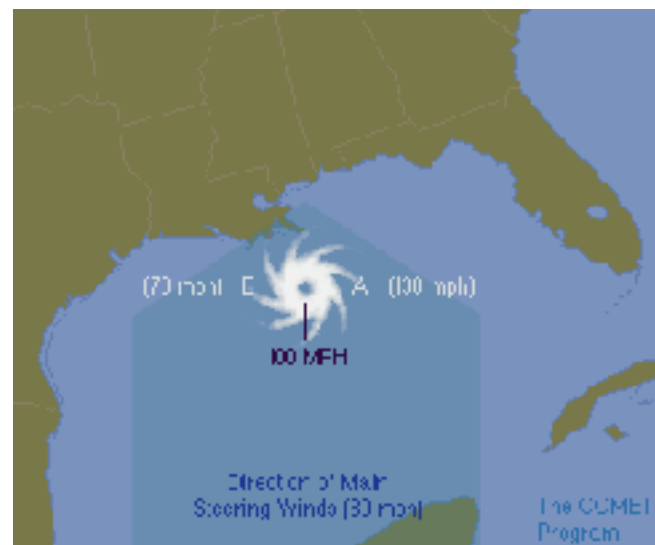 (70 mph) B A (130 mph)
100 MPH
Direction of Main
Steering Winds (30 mph)
The COMET
Program